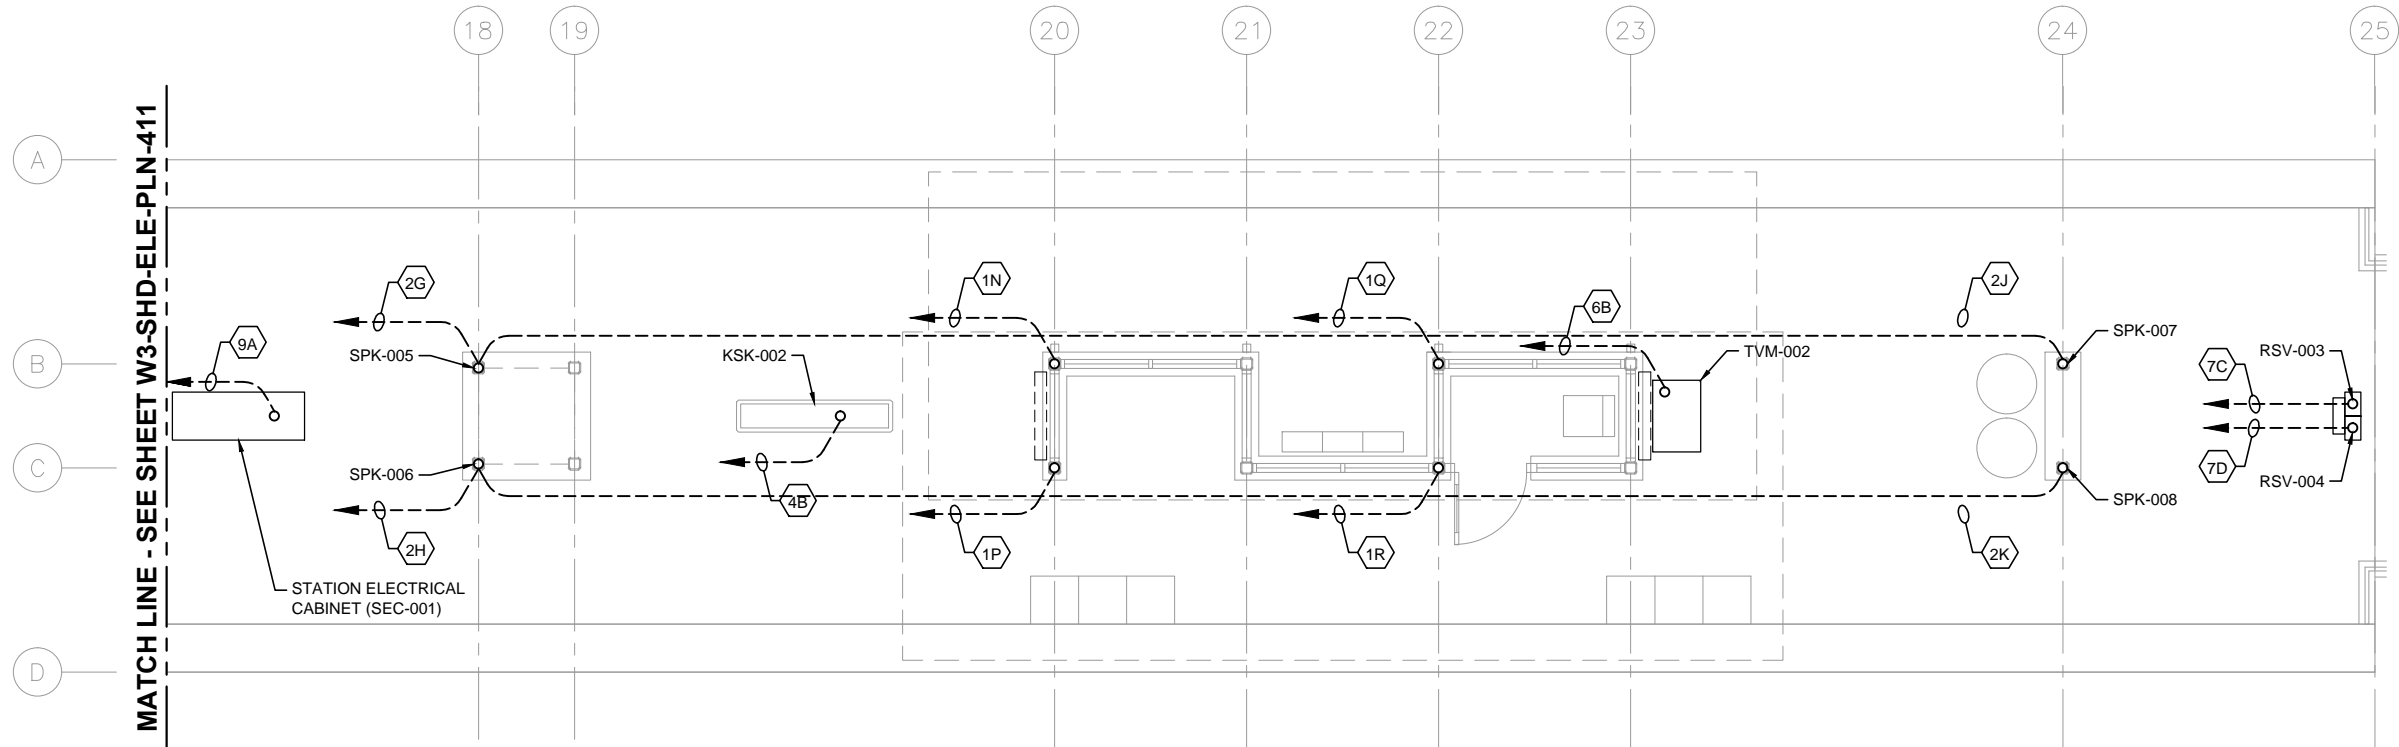 18
19
20
21
22
23
24
25
A
B
C
D
MATCH LINE - SEE SHEET W3-SHD-ELE-PLN-411
2G
1N
1Q
6B
2J
9A
SPK-005
KSK-002
TVM-002
SPK-007
RSV-003
7C
7D
RSV-004
SPK-006
4B
SPK-008
2H
1P
1R
2K
STATION ELECTRICAL
CABINET (SEC-001)